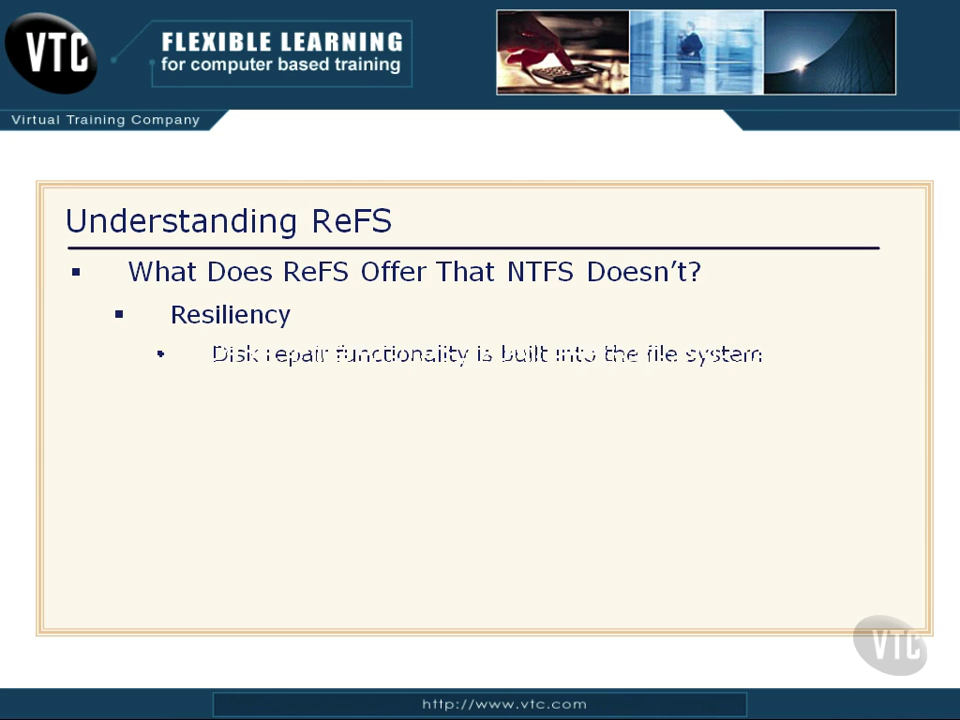 VTC
FLEXIBLE LEARNING
for computer based training
Virtual Training Company
Understanding ReFS
▪ What Does ReFS Offer That NTFS Doesn't?
▪ Resiliency
• Disk repair functionality is built into the file system
VTC
http://www.vtc.com